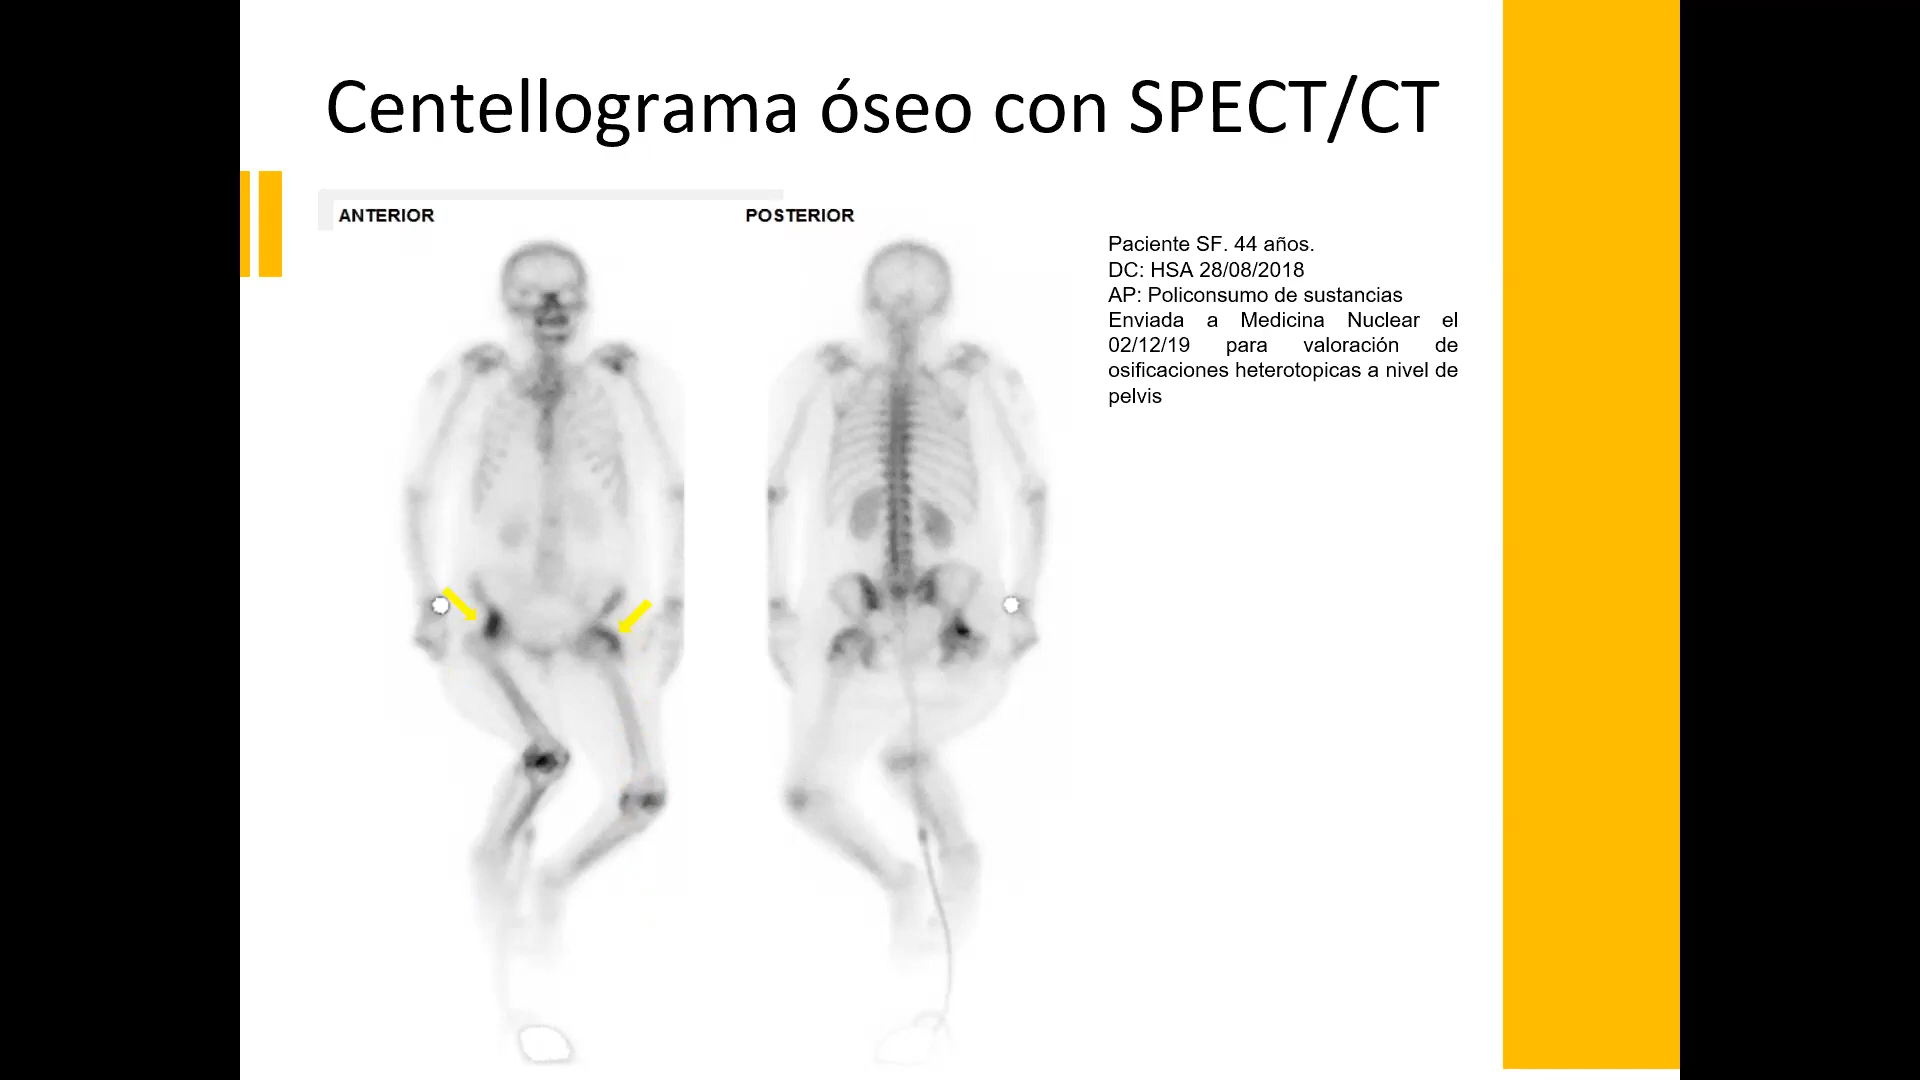 Centellograma óseo con SPECT/CT
ANTERIOR
POSTERIOR
Paciente SF. 44 años.
DC: HSA 28/08/2018
AP: Policonsumo de sustancias
Enviada a Medicina Nuclear el
02/12/19 para valoración de
osificaciones heterotopicas a nivel de
pelvis